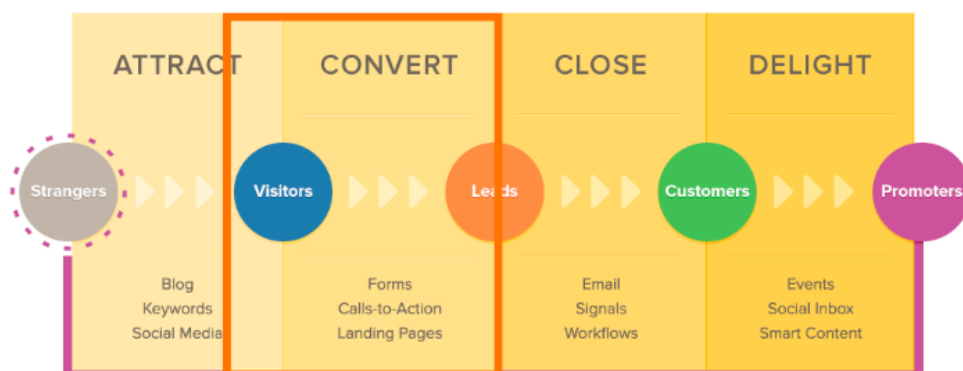 ATTRACT CONVERT CLOSE DELIGHT
Strangers Visitors Leads Customers Promoters
Blog Forms Email Events
Keywords Calls-to-Action Signals Social Inbox
Social Media Landing Pages Workflows Smart Content